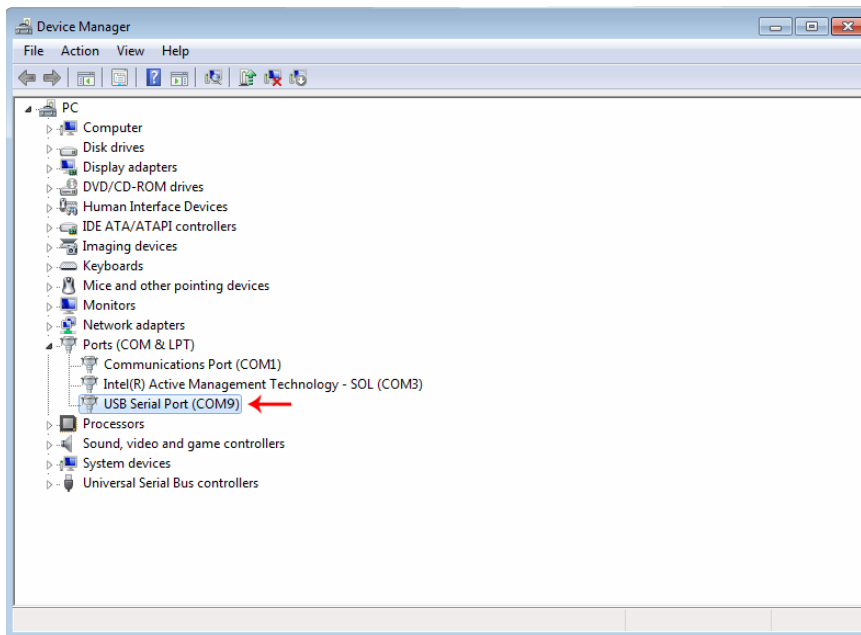 Device Manager
File Action View Help
PC
Computer
Disk drives
Display adapters
DVD/CD-ROM drives
Human Interface Devices
IDE ATA/ATAPI controllers
Imaging devices
Keyboards
Mice and other pointing devices
Monitors
Network adapters
Ports (COM & LPT)
Communications Port (COM1)
Intel(R) Active Management Technology - SOL (COM3)
USB Serial Port (COM9)
Processors
Sound, video and game controllers
System devices
Universal Serial Bus controllers